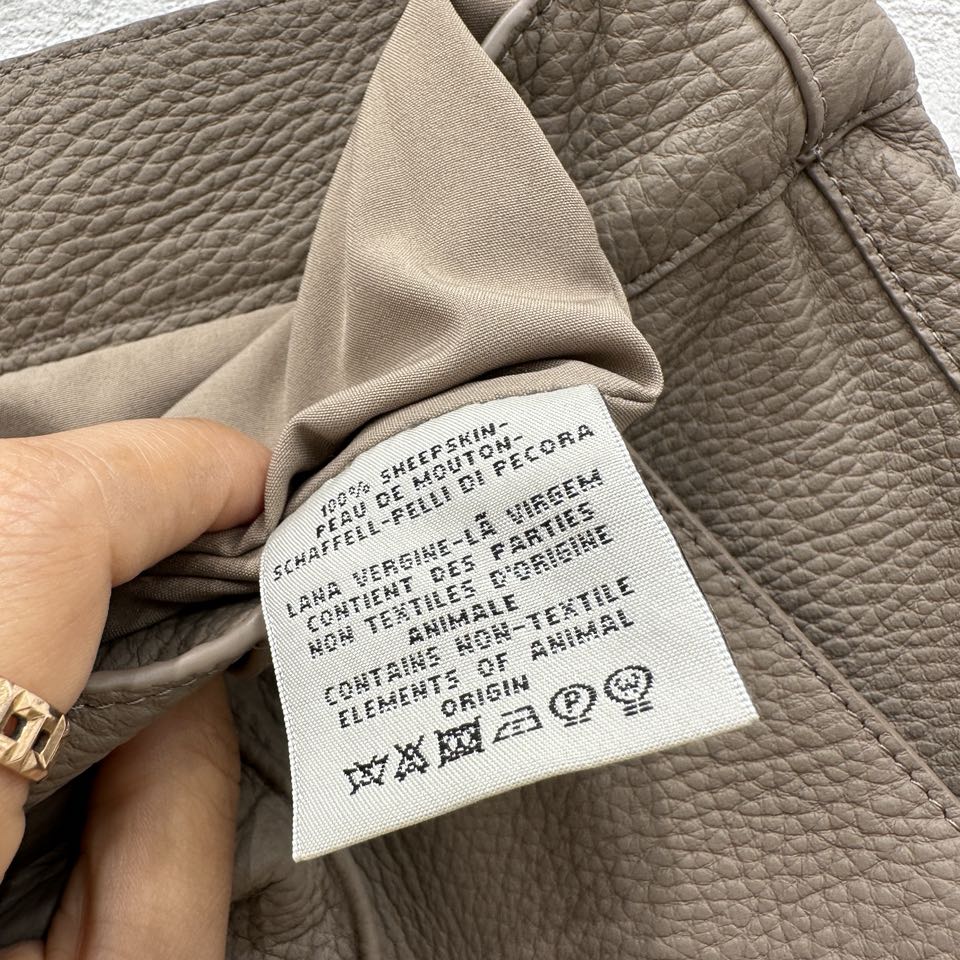 100% SHEEPSKIN-
PEAU DE MOUTON-
SCHAFFELL-PELLI DI PECORA
LANA VERGINE-LÃ VIRGEM
CONTIENT DES PARTIES
NON TEXTILES D'ORIGINE
ANIMALE
CONTAINS NON-TEXTILE
ELEMENTS OF ANIMAL
ORIGIN
P W